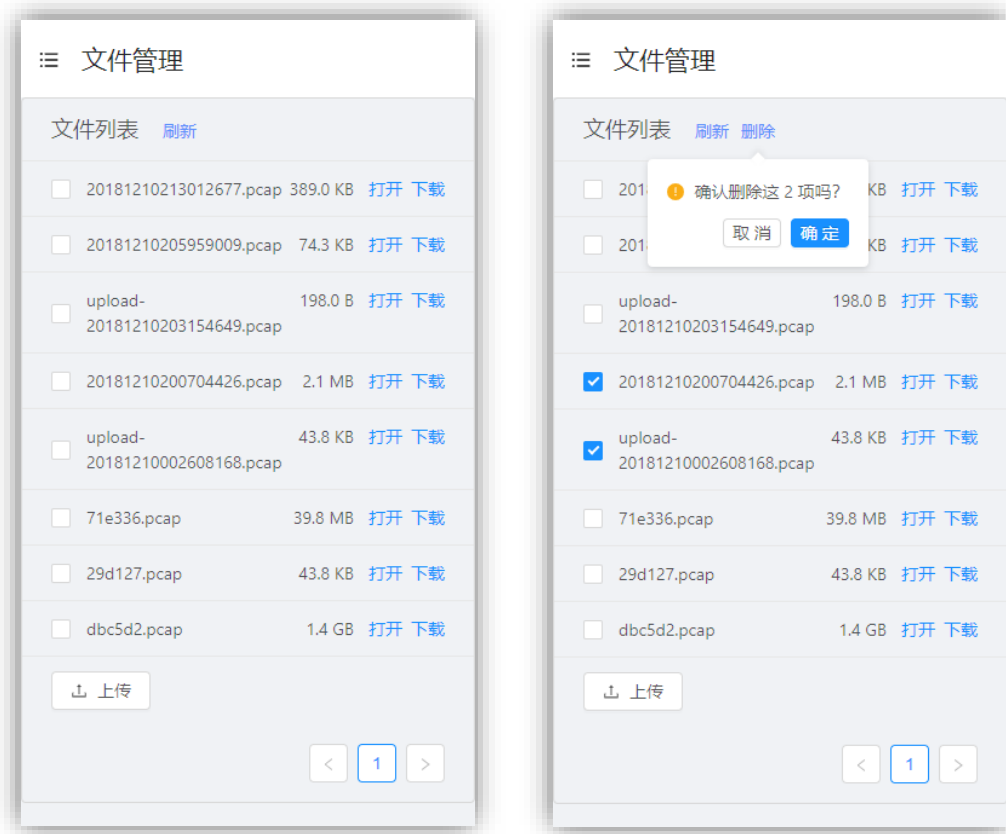 文件管理
文件列表 刷新
20181210213012677.pcap 389.0 KB 打开 下载
20181210205959009.pcap 74.3 KB 打开 下载
upload- 198.0 B 打开 下载
20181210203154649.pcap
20181210200704426.pcap 2.1 MB 打开 下载
upload- 43.8 KB 打开 下载
20181210002608168.pcap
71e336.pcap 39.8 MB 打开 下载
29d127.pcap 43.8 KB 打开 下载
dbc5d2.pcap 1.4 GB 打开 下载
上传
< 1 >
文件管理
文件列表 刷新 删除
201 KB 打开 下载
确认删除这 2 项吗?
取消 确定
201 KB 打开 下载
upload- 198.0 B 打开 下载
20181210203154649.pcap
20181210200704426.pcap 2.1 MB 打开 下载
upload- 43.8 KB 打开 下载
20181210002608168.pcap
71e336.pcap 39.8 MB 打开 下载
29d127.pcap 43.8 KB 打开 下载
dbc5d2.pcap 1.4 GB 打开 下载
上传
< 1 >